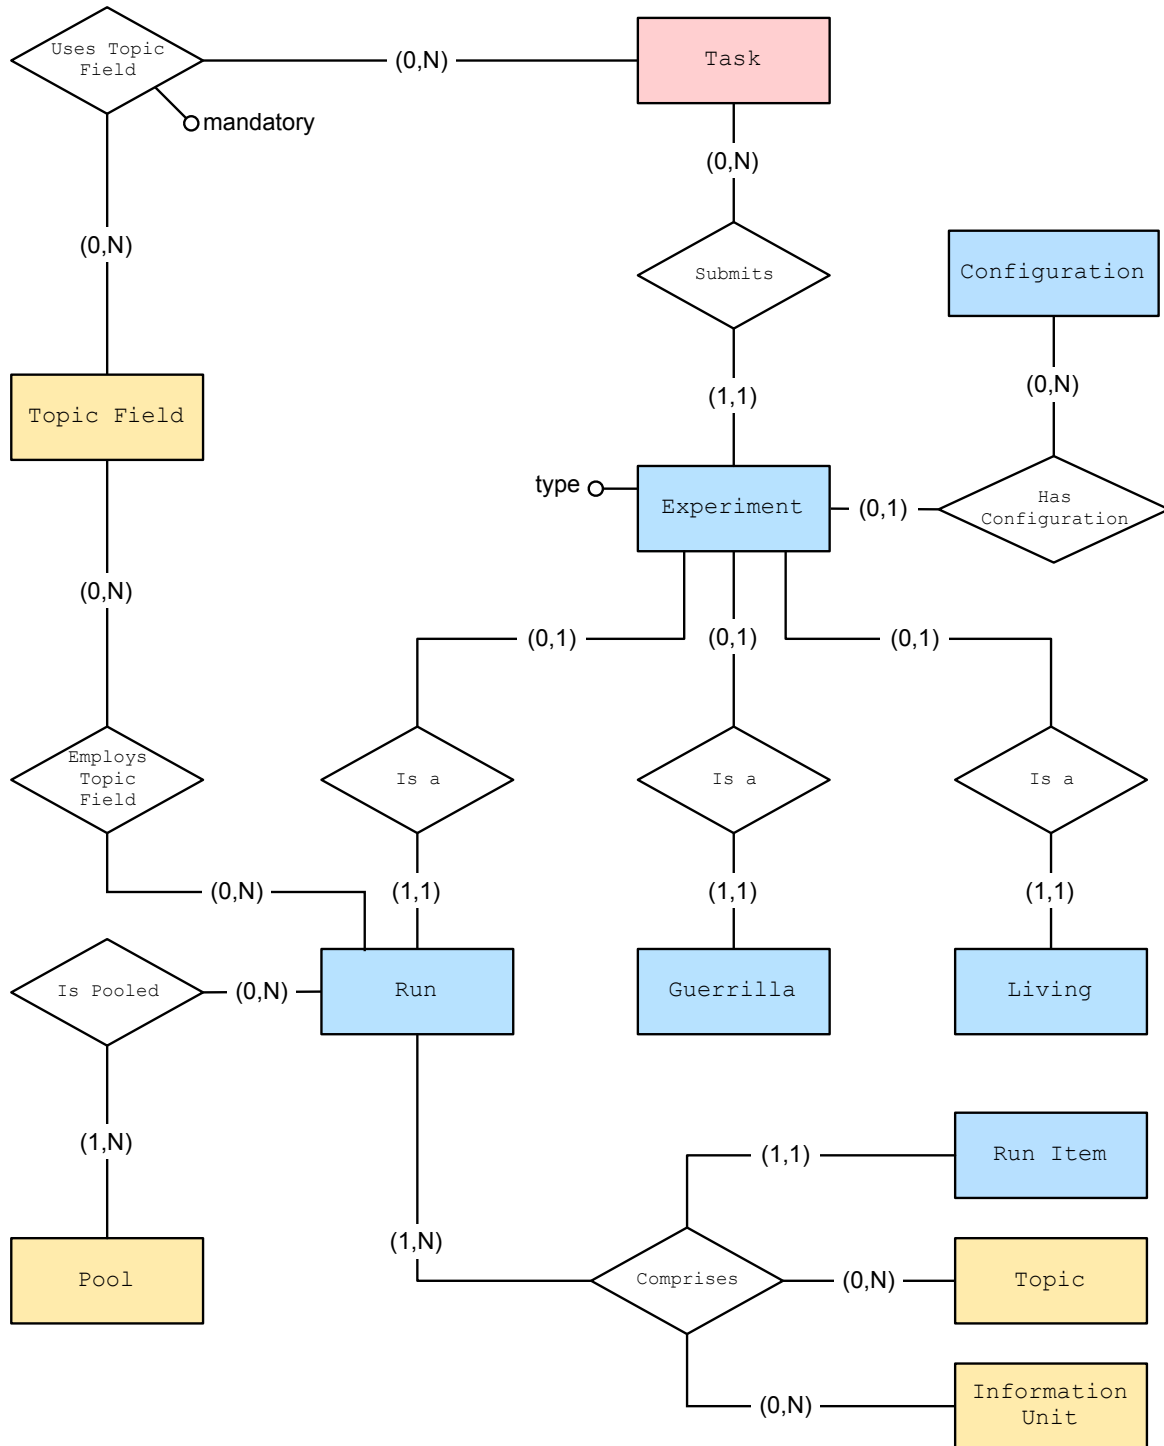 Uses Topic
Field
(0,N)
Task
mandatory
(0,N)
(0,N)
Submits
Configuration
(0,N)
(1,1)
Topic Field
type
Experiment
(0,1)
Has
Configuration
(0,N)
(0,1)
(0,1)
(0,1)
Employs
Topic
Field
Is a
Is a
Is a
(0,N)
(1,1)
(1,1)
(1,1)
Is Pooled
(0,N)
Run
Guerrilla
Living
(1,N)
(1,1)
Run Item
(1,N)
Pool
Comprises
(0,N)
Topic
(0,N)
Information
Unit